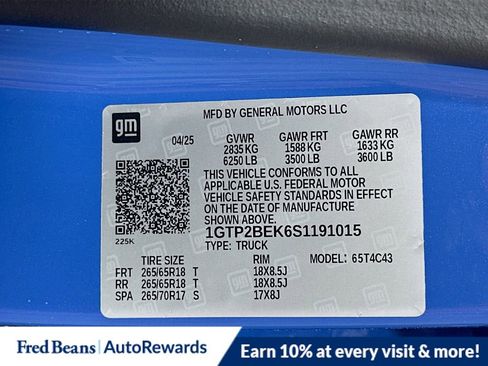 MFD BY GENERAL MOTORS LLC
gm
04/25 GVWR GAWR FRT GAWR RR
2835 KG 1588 KG 1633 KG
6250 LB 3500 LB 3600 LB
THIS VEHICLE CONFORMS TO ALL
APPLICABLE U.S. FEDERAL MOTOR
VEHICLE SAFETY STANDARDS IN EFFECT
ON THE DATE OF MANUFACTURE
SHOWN ABOVE.
225K
1GTP2BEK6S1191015
TYPE: TRUCK
TIRE SIZE RIM MODEL: 65T4C43
FRT 265/65R18 T 18X8.5J
RR 265/65R18 T 18X8.5J
SPA 265/70R17 S 17X8J
Fred Beans | AutoRewards
Earn 10% at every visit & more!